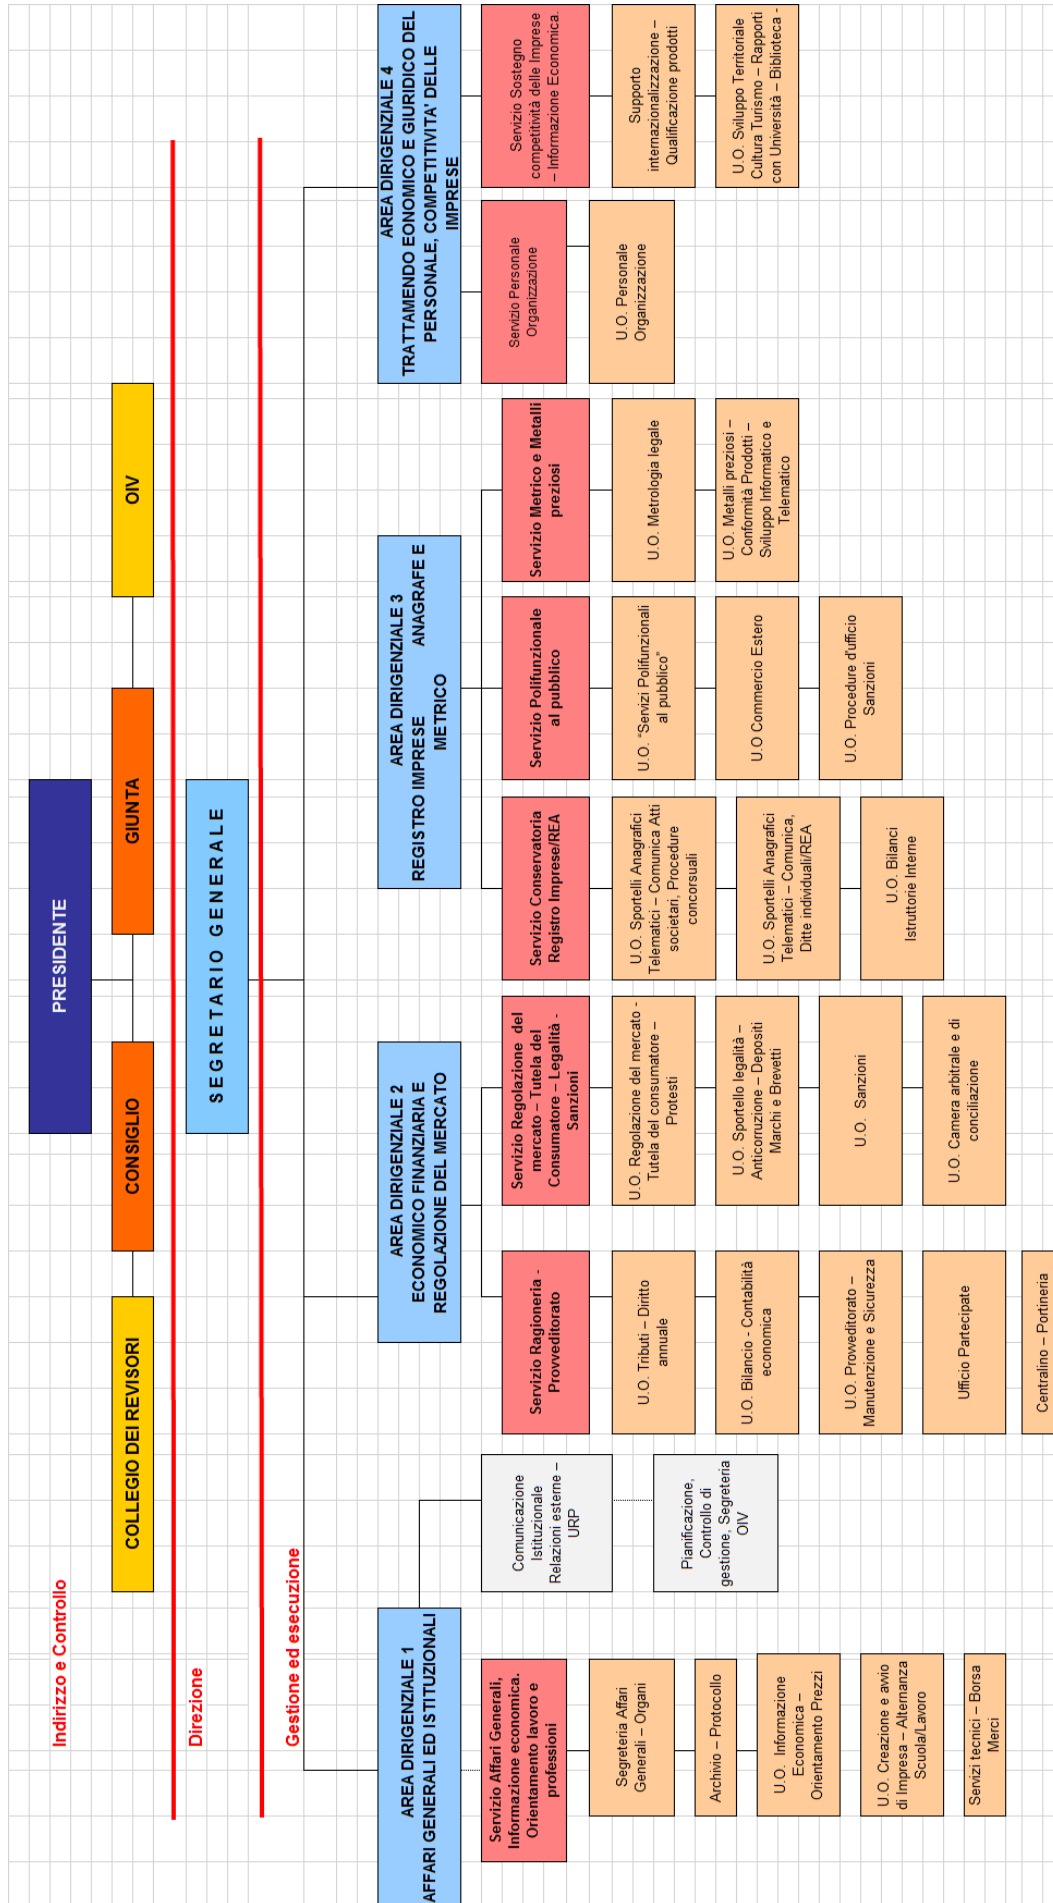 Indirizzo e Controllo
PRESIDENTE
COLLEGIO DEI REVISORI
CONSIGLIO
GIUNTA
OIV
Direzione
SEGRETARIO GENERALE
Gestione ed esecuzione
AREA DIRIGENZIALE 1
AFFARI GENERALI ED ISTITUZIONALI
Servizio Affari Generali,
Informazione economica.
Orientamento lavoro e
professioni
Segreteria Affari
Generali – Organi
Archivio – Protocollo
U.O. Informazione
Economica –
Orientamento Prezzi
U.O. Creazione e avvio
di Impresa – Alternanza
Scuola/Lavoro
Servizi tecnici – Borsa
Merci
Comunicazione
Istituzionale
Relazioni esterne –
URP
Pianificazione,
Controllo di
gestione, Segreteria
OIV
AREA DIRIGENZIALE 2
ECONOMICO FINANZIARIA E
REGOLAZIONE DEL MERCATO
Servizio Ragioneria -
Provveditorato
U.O. Tributi – Diritto
annuale
U.O. Bilancio - Contabilità
economica
U.O. Provveditorato –
Manutenzione e Sicurezza
Ufficio Partecipate
Centralino – Portineria
Servizio Regolazione del
mercato – Tutela del
Consumatore – Legalità -
Sanzioni
U.O. Regolazione del mercato -
Tutela del consumatore –
Protesti
U.O. Sportello legalità –
Anticorruzione – Depositi
Marchi e Brevetti
U.O. Sanzioni
U.O. Camera arbitrale e di
conciliazione
AREA DIRIGENZIALE 3
REGISTRO IMPRESE ANAGRAFE E
METRICO
Servizio Conservatoria
Registro Imprese/REA
U.O. Sportelli Anagrafici
Telematici – Comunica Atti
societari, Procedure
concorsuali
U.O. Sportelli Anagrafici
Telematici – Comunica,
Ditte individuali/REA
U.O. Bilanci
Istruttorie Interne
Servizio Polifunzionale
al pubblico
U.O. "Servizi Polifunzionali
al pubblico"
U.O Commercio Estero
U.O. Procedure d'ufficio
Sanzioni
Servizio Metrico e Metalli
preziosi
U.O. Metrologia legale
U.O. Metalli preziosi –
Conformità Prodotti –
Sviluppo Informatico e
Telematico
AREA DIRIGENZIALE 4
TRATTAMENDO EONOMICO E GIURIDICO DEL
PERSONALE, COMPETITIVITA' DELLE
IMPRESE
Servizio Personale
Organizzazione
U.O. Personale
Organizzazione
Servizio Sostegno
competitività delle Imprese
– Informazione Economica.
Supporto
internazionalizzazione –
Qualificazione prodotti
U.O. Sviluppo Territoriale
Cultura Turismo – Rapporti
con Università – Biblioteca -